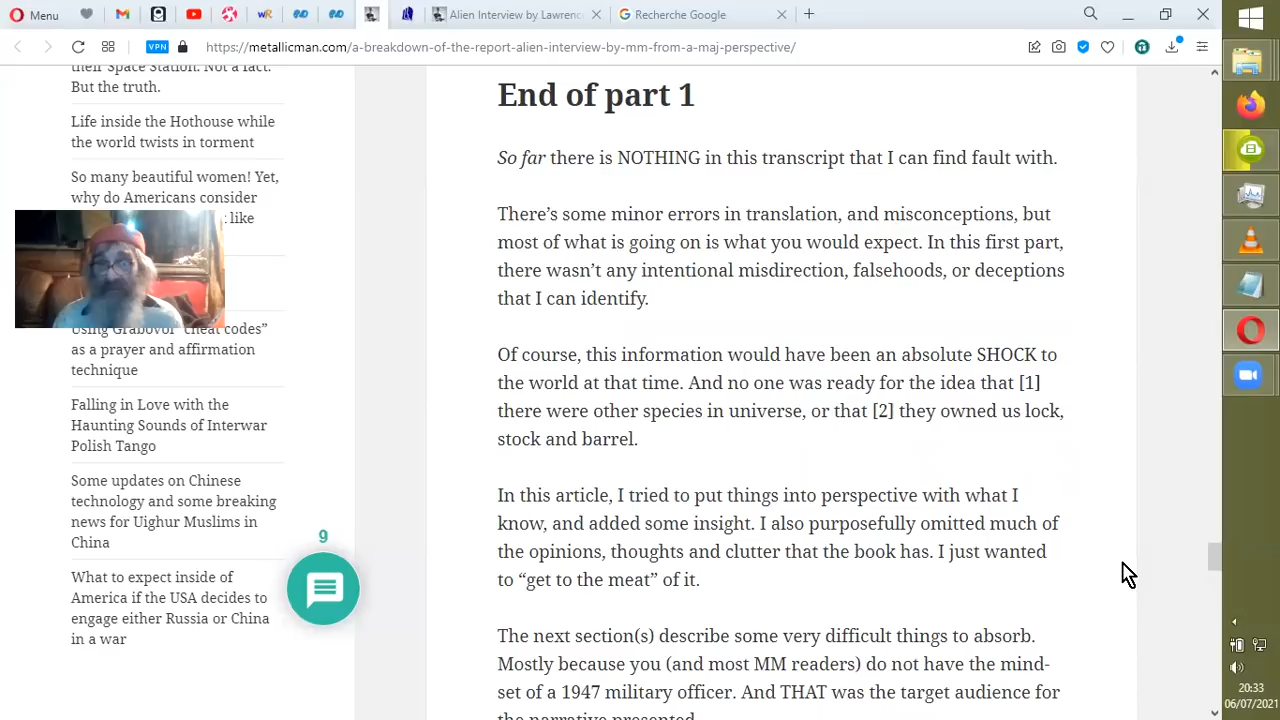 Menu
Alien Interview by Lawrenc
Recherche Google
VPN
https://metallicman.com/a-breakdown-of-the-report-alien-interview-by-mm-from-a-maj-perspective/
their Space Station. Not a fact.
But the truth.
Life inside the Hothouse while
the world twists in torment
So many beautiful women! Yet,
why do Americans consider
like
Using Grabovoi "cheat codes"
as a prayer and affirmation
technique
Falling in Love with the
Haunting Sounds of Interwar
Polish Tango
Some updates on Chinese
technology and some breaking
news for Uighur Muslims in
China
What to expect inside of
America if the USA decides to
engage either Russia or China
in a war
9
End of part 1
So far there is NOTHING in this transcript that I can find fault with.
There's some minor errors in translation, and misconceptions, but
most of what is going on is what you would expect. In this first part,
there wasn't any intentional misdirection, falsehoods, or deceptions
that I can identify.
Of course, this information would have been an absolute SHOCK to
the world at that time. And no one was ready for the idea that [1]
there were other species in universe, or that [2] they owned us lock,
stock and barrel.
In this article, I tried to put things into perspective with what I
know, and added some insight. I also purposefully omitted much of
the opinions, thoughts and clutter that the book has. I just wanted
to “get to the meat” of it.
The next section(s) describe some very difficult things to absorb.
Mostly because you (and most MM readers) do not have the mind-
set of a 1947 military officer. And THAT was the target audience for
the narrative presented.
20:33
06/07/2021